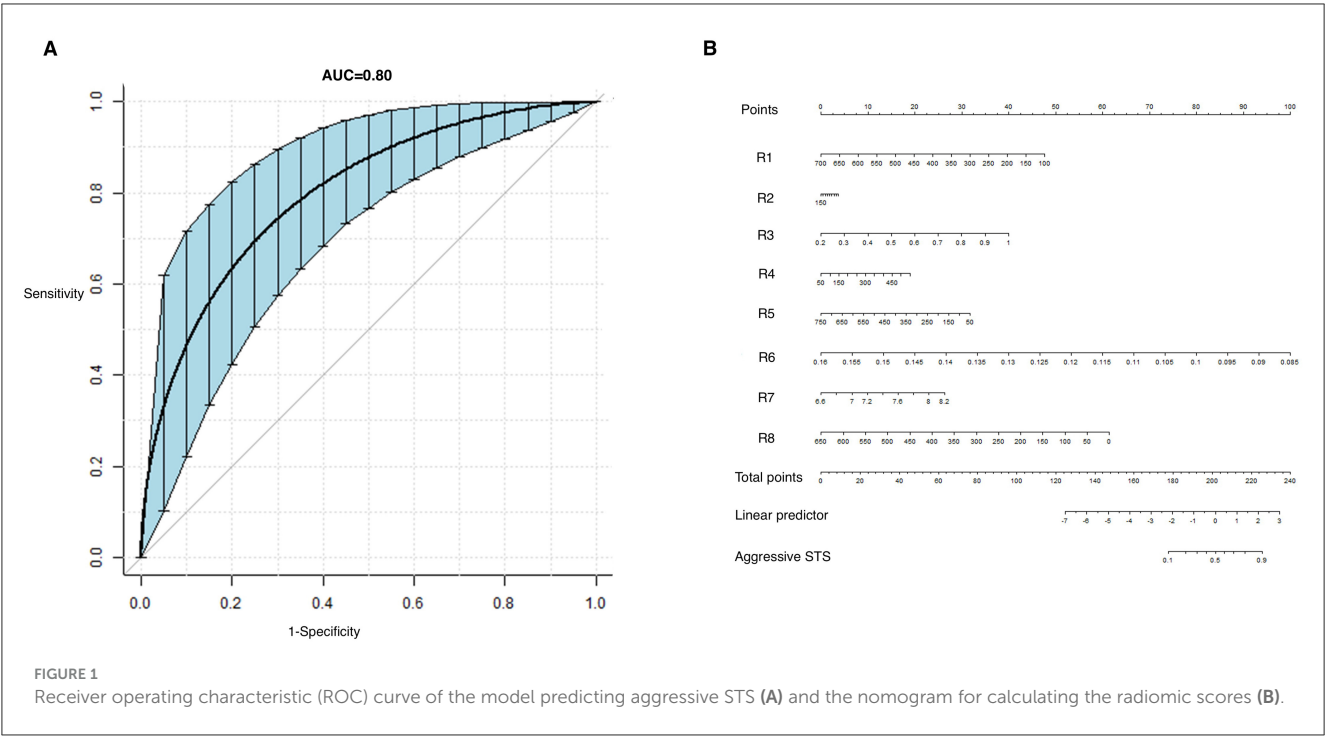 A
AUC=0.80
Sensitivity
1.0
0.8
0.6
0.4
0.2
0.0
0.0 0.2 0.4 0.6 0.8 1.0
1-Specificity
B
Points 0 10 20 30 40 50 60 70 80 90 100
R1 700 650 600 550 500 450 400 350 300 250 200 150 100
R2 150
R3 0.2 0.3 0.4 0.5 0.6 0.7 0.8 0.9 1
R4 50 150 300 450
R5 750 650 550 450 350 250 150 50
R6 0.16 0.155 0.15 0.145 0.14 0.135 0.13 0.125 0.12 0.115 0.11 0.105 0.1 0.095 0.09 0.085
R7 6.6 7 7.2 7.6 8 8.2
R8 650 600 550 500 450 400 350 300 250 200 150 100 50 0
Total points 0 20 40 60 80 100 120 140 160 180 200 220 240
Linear predictor -7 -6 -5 -4 -3 -2 -1 0 1 2 3
Aggressive STS 0.1 0.5 0.9
FIGURE 1
Receiver operating characteristic (ROC) curve of the model predicting aggressive STS (A) and the nomogram for calculating the radiomic scores (B).